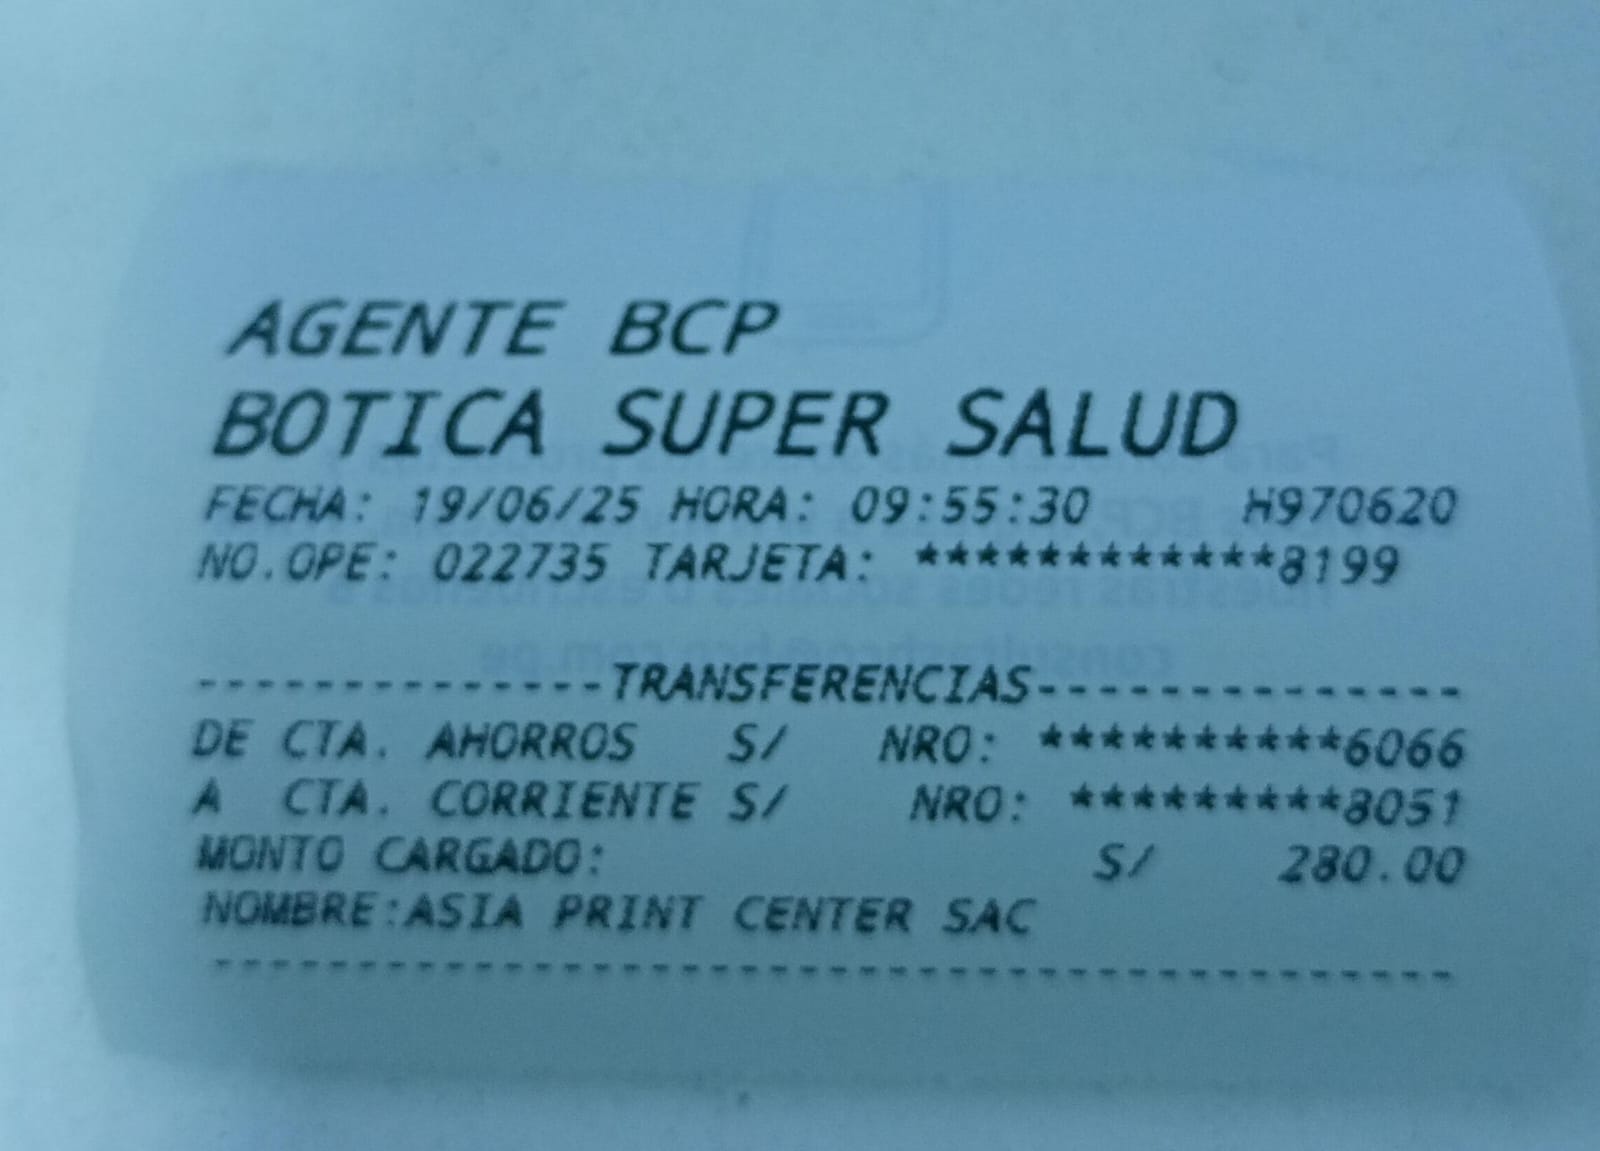 AGENTE BCP
BOTICA SUPER SALUD
FECHA: 19/06/25 HORA: 09:55:30 H970620
NO.OPE: 022735 TARJETA: ************8199
--------------TRANSFERENCIAS--------------
DE CTA. AHORROS S/ NRO: **********6066
A CTA. CORRIENTE S/ NRO: *********8051
MONTO CARGADO: S/ 280.00
NOMBRE:ASIA PRINT CENTER SAC
------------------------------------------